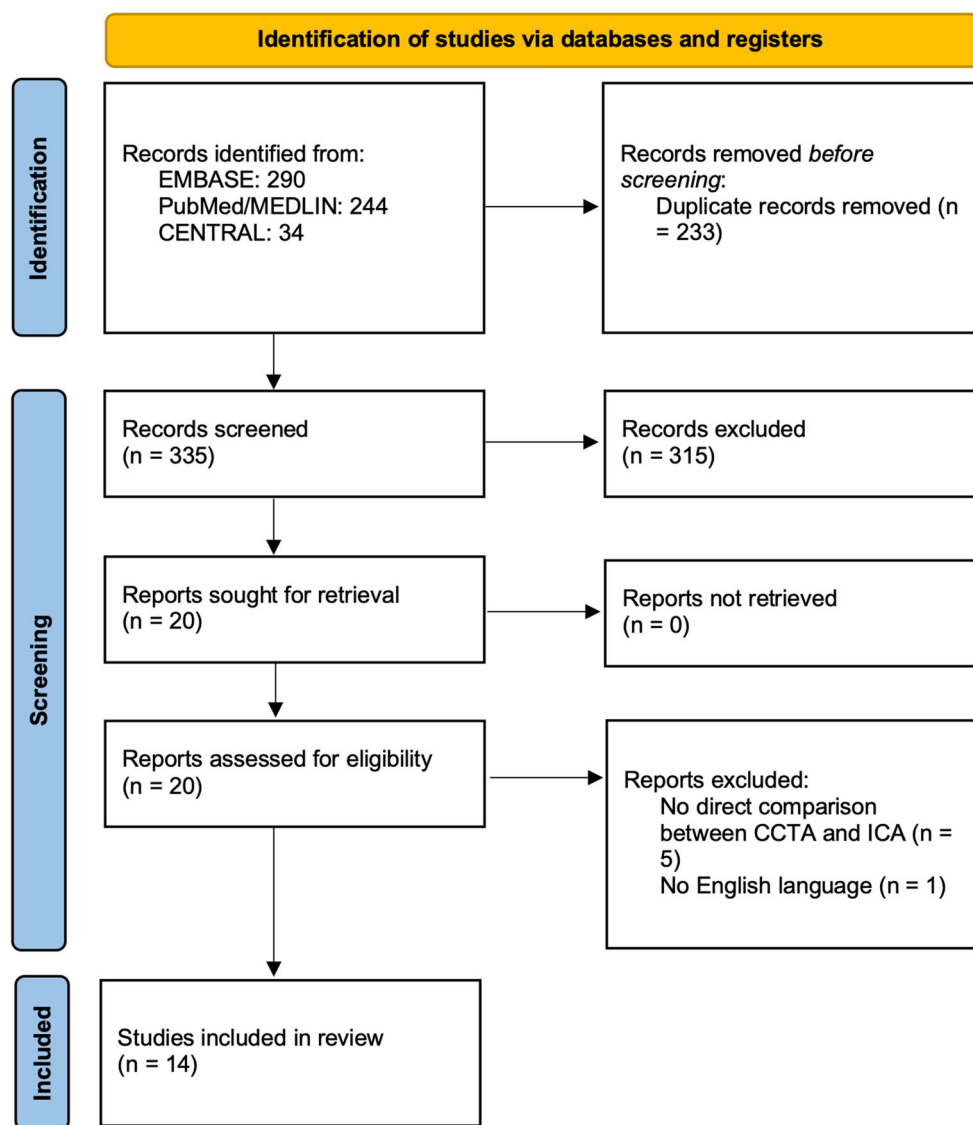 Identification of studies via databases and registers
Identification
Records identified from:
EMBASE: 290
PubMed/MEDLIN: 244
CENTRAL: 34
Records removed before
screening:
Duplicate records removed (n
= 233)
Screening
Records screened
(n = 335)
Records excluded
(n = 315)
Reports sought for retrieval
(n = 20)
Reports not retrieved
(n = 0)
Reports assessed for eligibility
(n = 20)
Reports excluded:
No direct comparison
between CCTA and ICA (n =
5)
No English language (n = 1)
Included
Studies included in review
(n = 14)